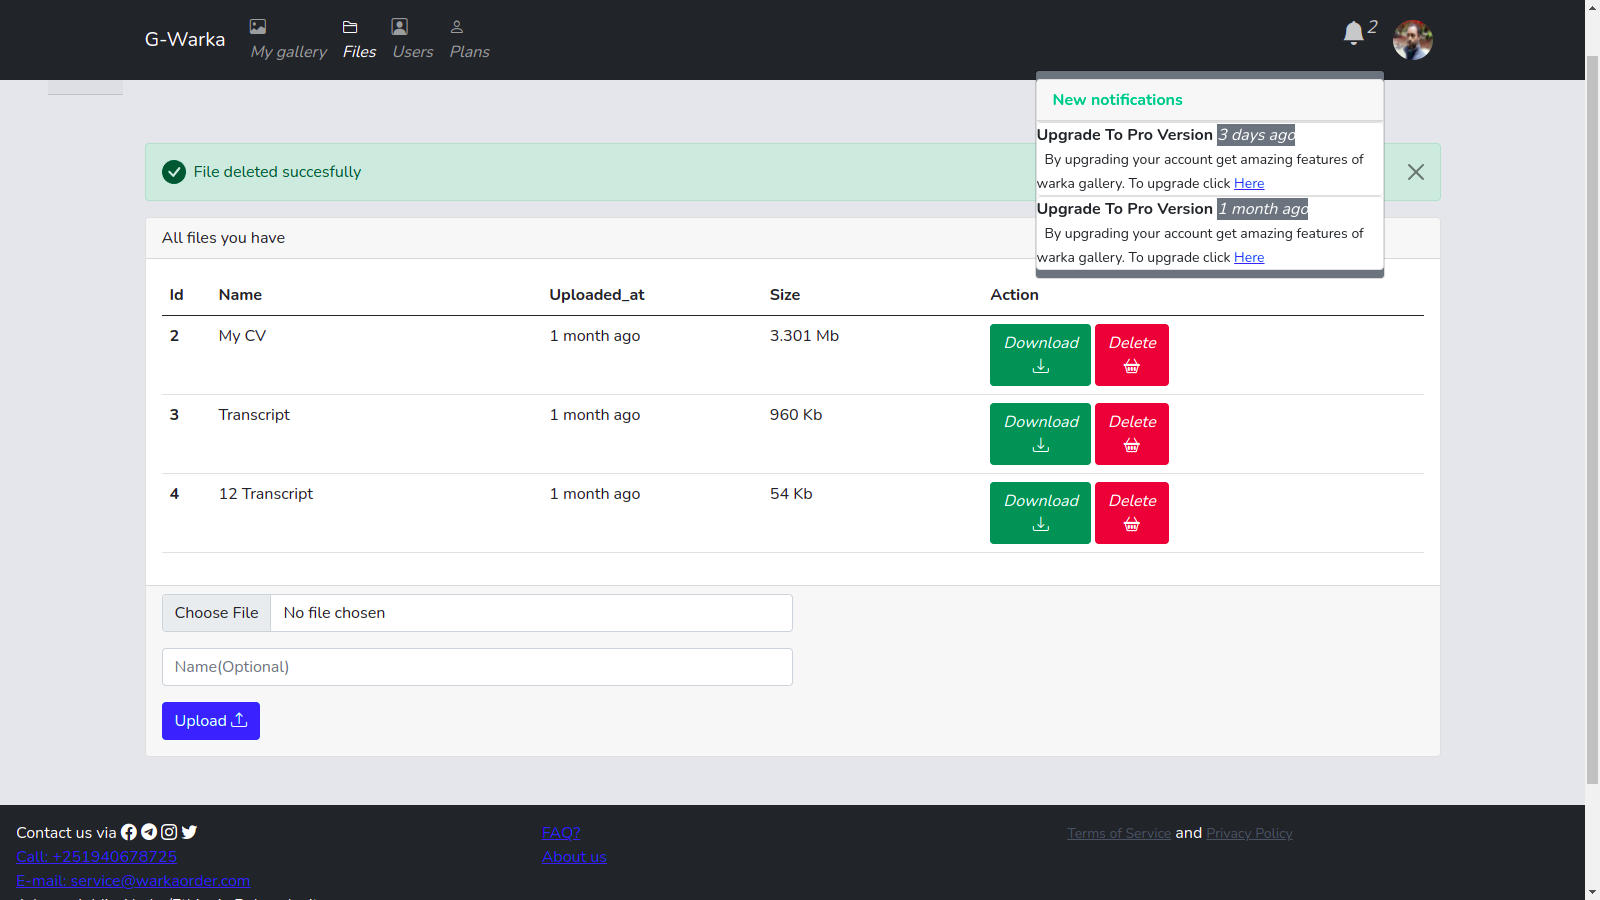 G-Warka
My gallery
Files
Users
Plans
2
New notifications
Upgrade To Pro Version 3 days ago
By upgrading your account get amazing features of
warka gallery. To upgrade click Here
Upgrade To Pro Version 1 month ago
By upgrading your account get amazing features of
warka gallery. To upgrade click Here
File deleted succesfully
All files you have
Id Name Uploaded_at Size Action
2 My CV 1 month ago 3.301 Mb Download Delete
3 Transcript 1 month ago 960 Kb Download Delete
4 12 Transcript 1 month ago 54 Kb Download Delete
Choose File No file chosen
Name(Optional)
Upload
Contact us via
Call: +251940678725
E-mail: service@warkaorder.com
FAQ?
About us
Terms of Service and Privacy Policy